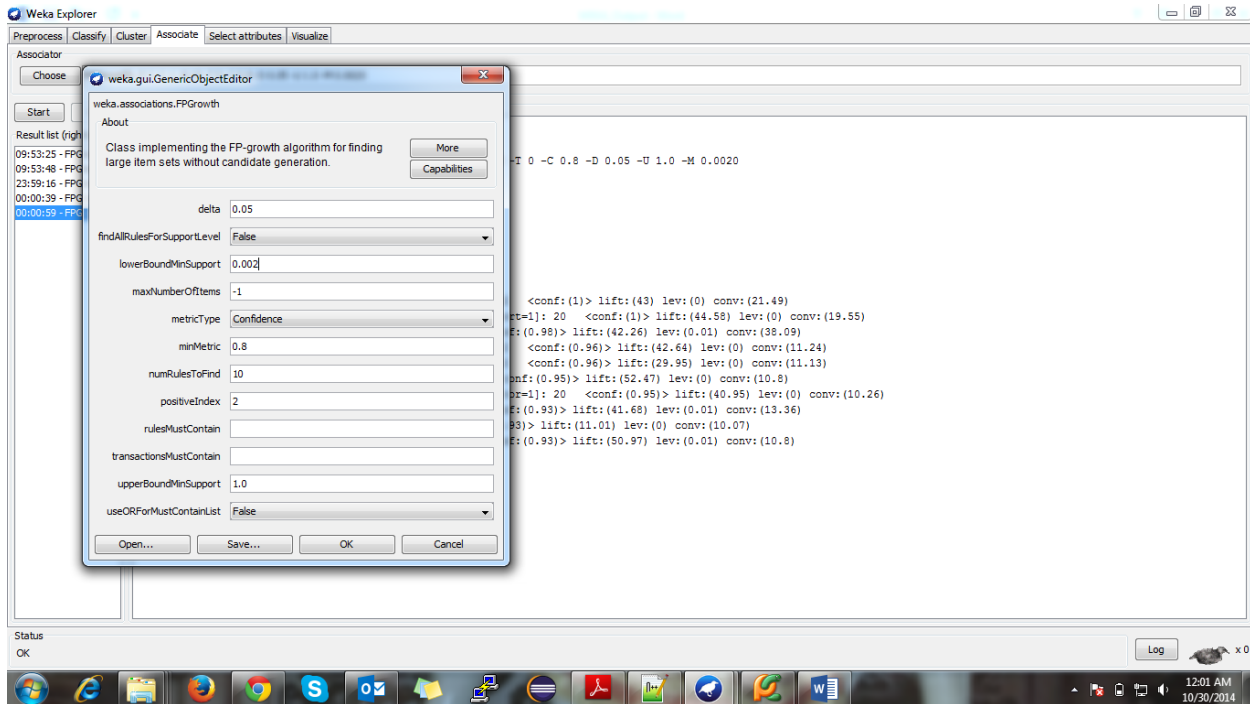 Weka Explorer
Preprocess Classify Cluster Associate Select attributes Visualize
Associator
Choose
Start
Result list (righ
09:53:25 - FPG
09:53:48 - FPG
23:59:16 - FPG
00:00:39 - FPG
00:00:59 - FPG
weka.gui.GenericObjectEditor
weka.associations.FPGrowth
About
Class implementing the FP-growth algorithm for finding
large item sets without candidate generation.
More
Capabilities
delta 0.05
findAllRulesForSupportLevel False
lowerBoundMinSupport 0.002
maxNumberOfItems -1
metricType Confidence
minMetric 0.8
numRulesToFind 10
positiveIndex 2
rulesMustContain
transactionsMustContain
upperBoundMinSupport 1.0
useORForMustContainList False
Open... Save... OK Cancel
-T 0 -C 0.8 -D 0.05 -U 1.0 -M 0.0020
<conf:(1)> lift:(43) lev:(0) conv:(21.49)
rt=1]: 20 <conf:(1)> lift:(44.58) lev:(0) conv:(19.55)
f:(0.98)> lift:(42.26) lev:(0.01) conv:(38.09)
<conf:(0.96)> lift:(42.64) lev:(0) conv:(11.24)
<conf:(0.96)> lift:(29.95) lev:(0) conv:(11.13)
onf:(0.95)> lift:(52.47) lev:(0) conv:(10.8)
or=1]: 20 <conf:(0.95)> lift:(40.95) lev:(0) conv:(10.26)
f:(0.93)> lift:(41.68) lev:(0.01) conv:(13.36)
93)> lift:(11.01) lev:(0) conv:(10.07)
f:(0.93)> lift:(50.97) lev:(0.01) conv:(10.8)
Status
OK
Log
x 0
12:01 AM
10/30/2014